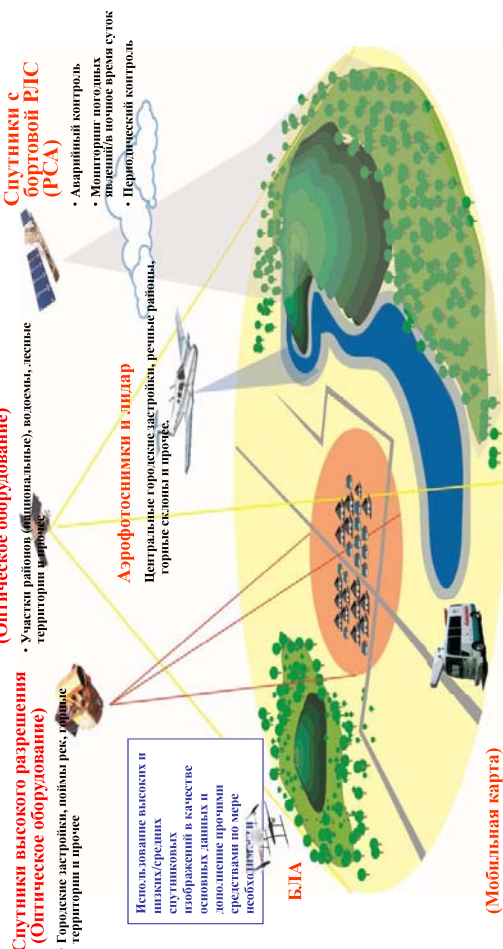 Спутники высокого разрешения
(Оптическое оборудование)
• Городские застройки, поймы рек, горные
территории и прочее
(Оптическое оборудование)
• Участки районов (национальные), водоемы, лесные
территории и прочее
Спутники с
бортовой РЛС
(РСА)
• Аварийный контроль
• Мониторинг погодных
явлений/в ночное время суток
• Периодический контроль
Аэрофотоснимки и лидар
Центральные городские застройки, речные районы,
горные склоны и прочее.
Использование высоких и
низких/средних
спутниковых
изображений в качестве
основных данных и
дополнение прочими
средствами по мере
необходимости
БЛА
(Мобильная карта)